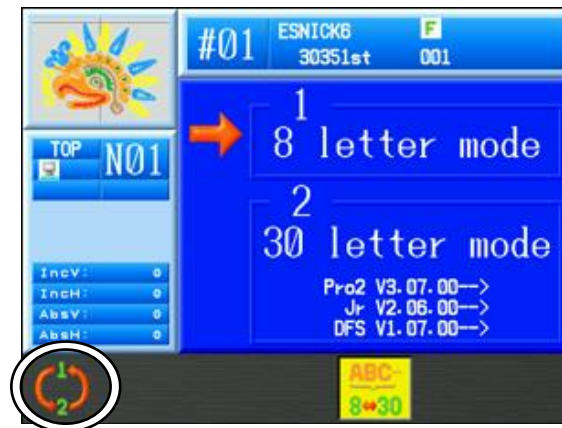 #01
ESNICK6 F
30351st 001
TOP
N01
1
8 letter mode
2
30 letter mode
Pro2 V3.07.00-->
Jr V2.06.00-->
DFS V1.07.00-->
IncV: 0
IncH: 0
AbsV: 0
AbsH: 0
1
2
ABC-
8↔30